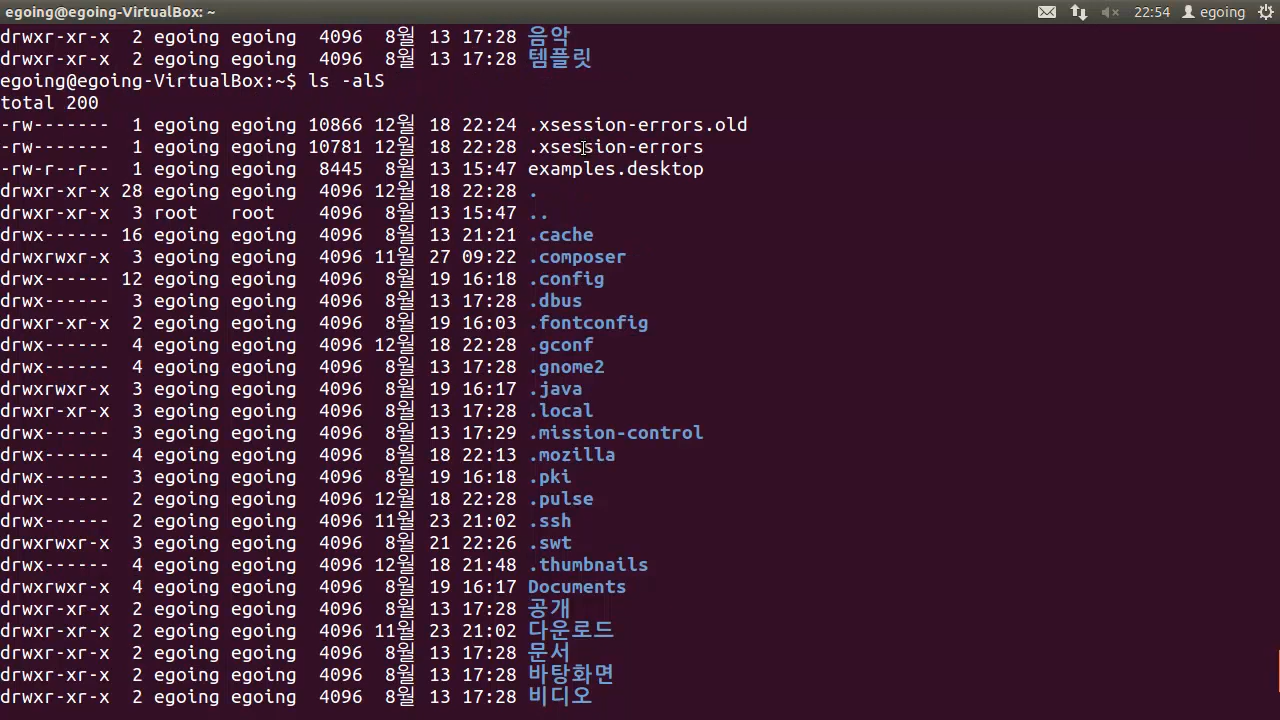 egoing@egoing-VirtualBox: ~ 22:54 egoing
drwxr-xr-x  2 egoing egoing  4096  8월 13 17:28 음악
drwxr-xr-x  2 egoing egoing  4096  8월 13 17:28 템플릿
egoing@egoing-VirtualBox:~$ ls -alS
total 200
-rw-------  1 egoing egoing 10866 12월 18 22:24 .xsession-errors.old
-rw-------  1 egoing egoing 10781 12월 18 22:28 .xsession-errors
-rw-r--r--  1 egoing egoing  8445  8월 13 15:47 examples.desktop
drwxr-xr-x 28 egoing egoing  4096 12월 18 22:28 .
drwxr-xr-x  3 root   root    4096  8월 13 15:47 ..
drwx------ 16 egoing egoing  4096  8월 13 21:21 .cache
drwxrwxr-x  3 egoing egoing  4096 11월 27 09:22 .composer
drwx------ 12 egoing egoing  4096  8월 19 16:18 .config
drwx------  3 egoing egoing  4096  8월 13 17:28 .dbus
drwxr-xr-x  2 egoing egoing  4096  8월 19 16:03 .fontconfig
drwx------  4 egoing egoing  4096 12월 18 22:28 .gconf
drwx------  4 egoing egoing  4096  8월 13 17:28 .gnome2
drwxrwxr-x  3 egoing egoing  4096  8월 19 16:17 .java
drwxr-xr-x  3 egoing egoing  4096  8월 13 17:28 .local
drwx------  3 egoing egoing  4096  8월 13 17:29 .mission-control
drwx------  4 egoing egoing  4096  8월 18 22:13 .mozilla
drwx------  3 egoing egoing  4096  8월 19 16:18 .pki
drwx------  2 egoing egoing  4096 12월 18 22:28 .pulse
drwx------  2 egoing egoing  4096 11월 23 21:02 .ssh
drwxrwxr-x  3 egoing egoing  4096  8월 21 22:26 .swt
drwx------  4 egoing egoing  4096 12월 18 21:48 .thumbnails
drwxrwxr-x  4 egoing egoing  4096  8월 19 16:17 Documents
drwxr-xr-x  2 egoing egoing  4096  8월 13 17:28 공개
drwxr-xr-x  2 egoing egoing  4096 11월 23 21:02 다운로드
drwxr-xr-x  2 egoing egoing  4096  8월 13 17:28 문서
drwxr-xr-x  2 egoing egoing  4096  8월 13 17:28 바탕화면
drwxr-xr-x  2 egoing egoing  4096  8월 13 17:28 비디오